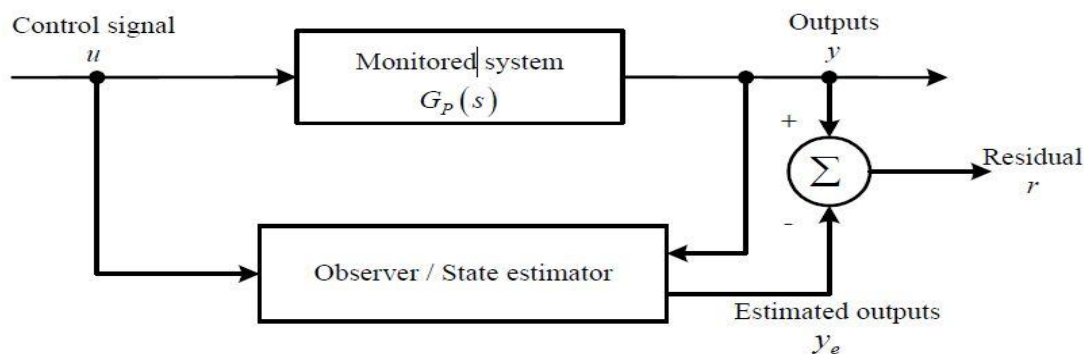 Control signal
u
Monitored system
G_P(s)
Outputs
y
+
Σ
Residual
r
-
Observer / State estimator
Estimated outputs
y_e